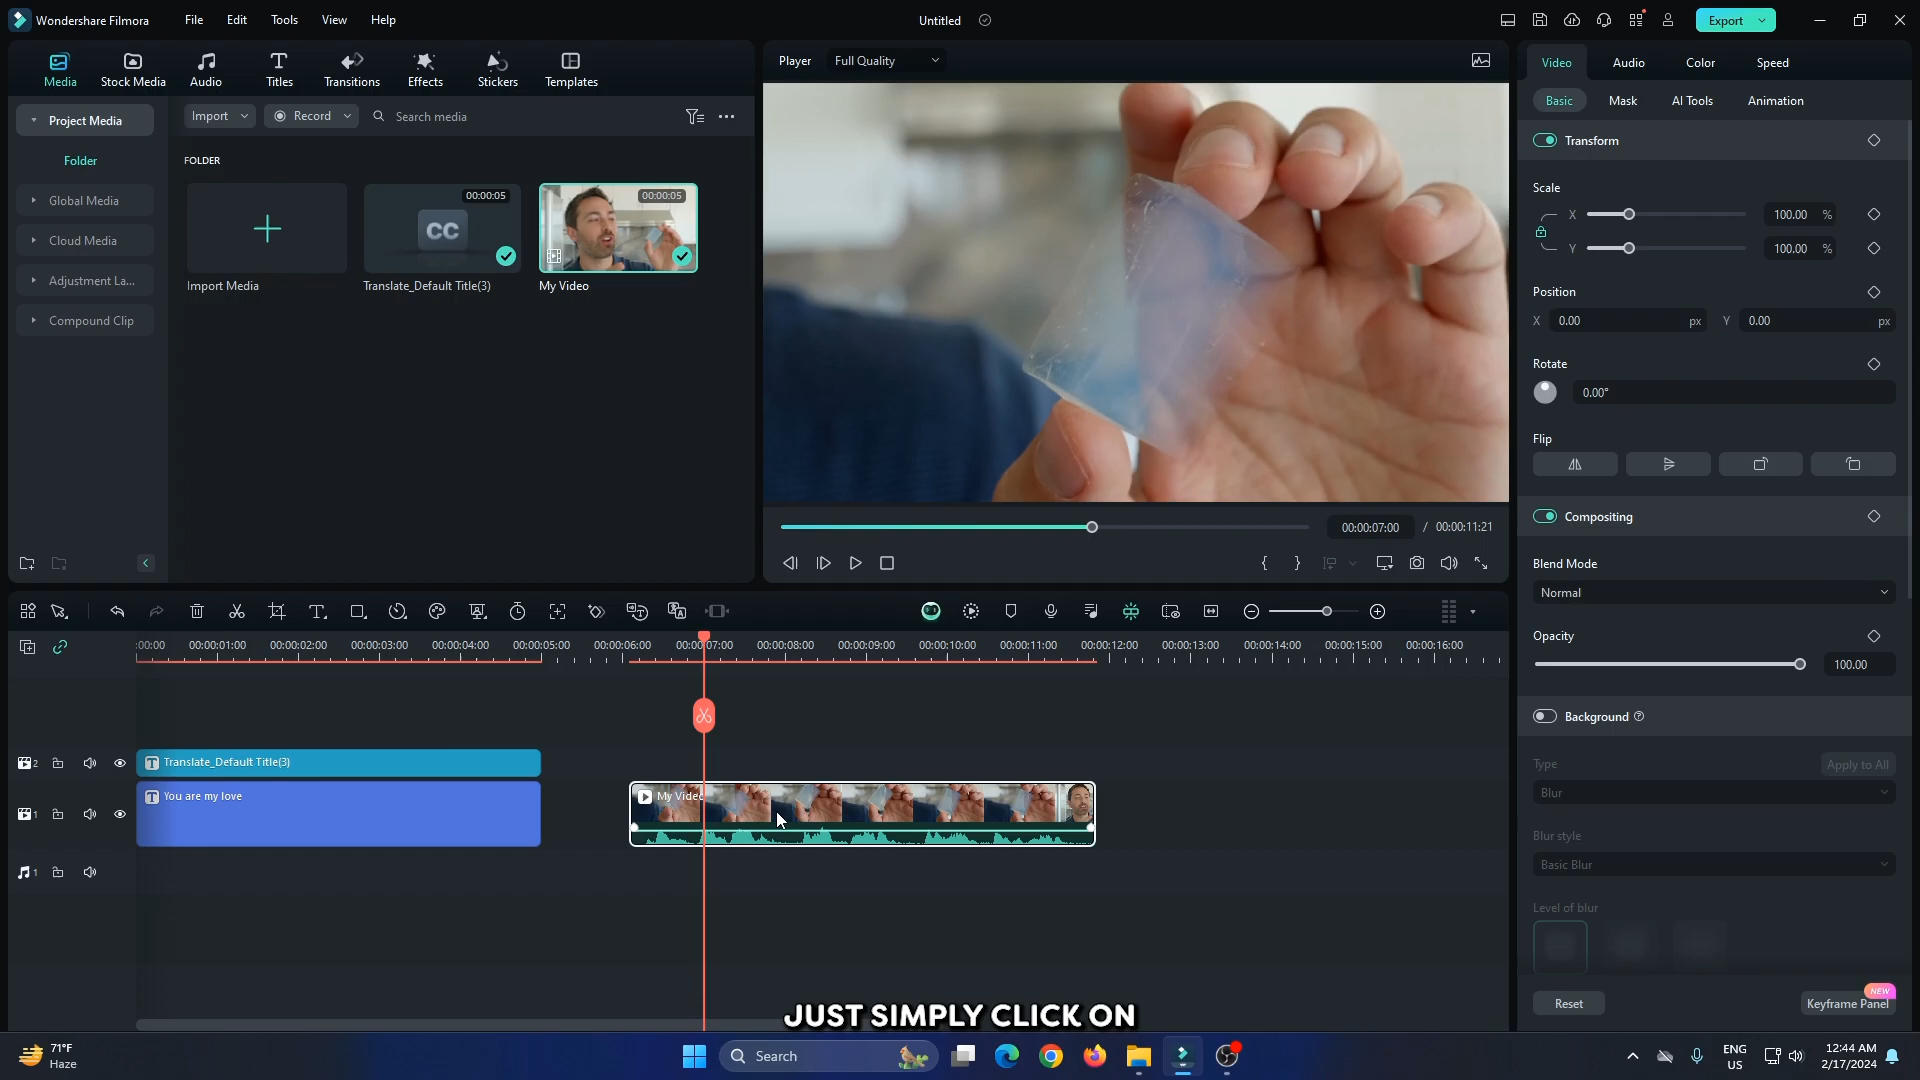 Wondershare Filmora
File
Edit
Tools
View
Help
Untitled
Export
Media
Stock Media
Audio
Titles
Transitions
Effects
Stickers
Templates
Player
Full Quality
Video
Audio
Color
Speed
Basic
Mask
AI Tools
Animation
Project Media
Folder
Global Media
Cloud Media
Adjustment La...
Compound Clip
Import
Record
Search media
FOLDER
00:00:05
CC
00:00:05
Import Media
Translate_Default Title(3)
My Video
00:00:07:00
/
00:00:11:21
Transform
Scale
X
100.00
%
Y
100.00
%
Position
X
0.00
px
Y
0.00
px
Rotate
0.00°
Flip
Compositing
Blend Mode
Normal
Opacity
100.00
Background
Type
Apply to All
Blur
Blur style
Basic Blur
Level of blur
Reset
NEW
Keyframe Panel
:00:00
00:00:01:00
00:00:02:00
00:00:03:00
00:00:04:00
00:00:05:00
00:00:06:00
00:00:07:00
00:00:08:00
00:00:09:00
00:00:10:00
00:00:11:00
00:00:12:00
00:00:13:00
00:00:14:00
00:00:15:00
00:00:16:00
2
T
Translate_Default Title(3)
1
T
You are my love
My Video
1
JUST SIMPLY CLICK ON
71°F
Haze
Search
ENG
US
12:44 AM
2/17/2024